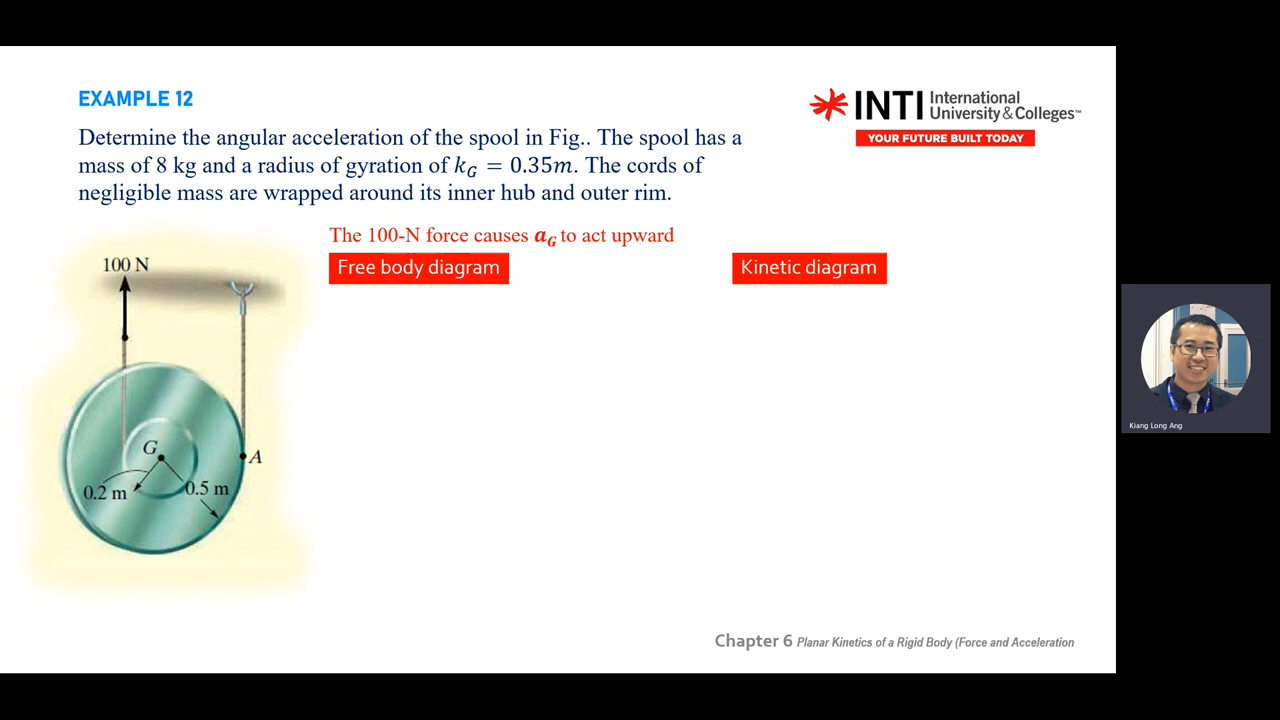 EXAMPLE 12
INTI International
University & Colleges™
YOUR FUTURE BUILT TODAY
Determine the angular acceleration of the spool in Fig.. The spool has a
mass of 8 kg and a radius of gyration of k_G = 0.35m. The cords of
negligible mass are wrapped around its inner hub and outer rim.
The 100-N force causes a_G to act upward
Free body diagram
Kinetic diagram
100 N
G
A
0.2 m
0.5 m
Kiang Long Ang
Chapter 6 Planar Kinetics of a Rigid Body (Force and Acceleration